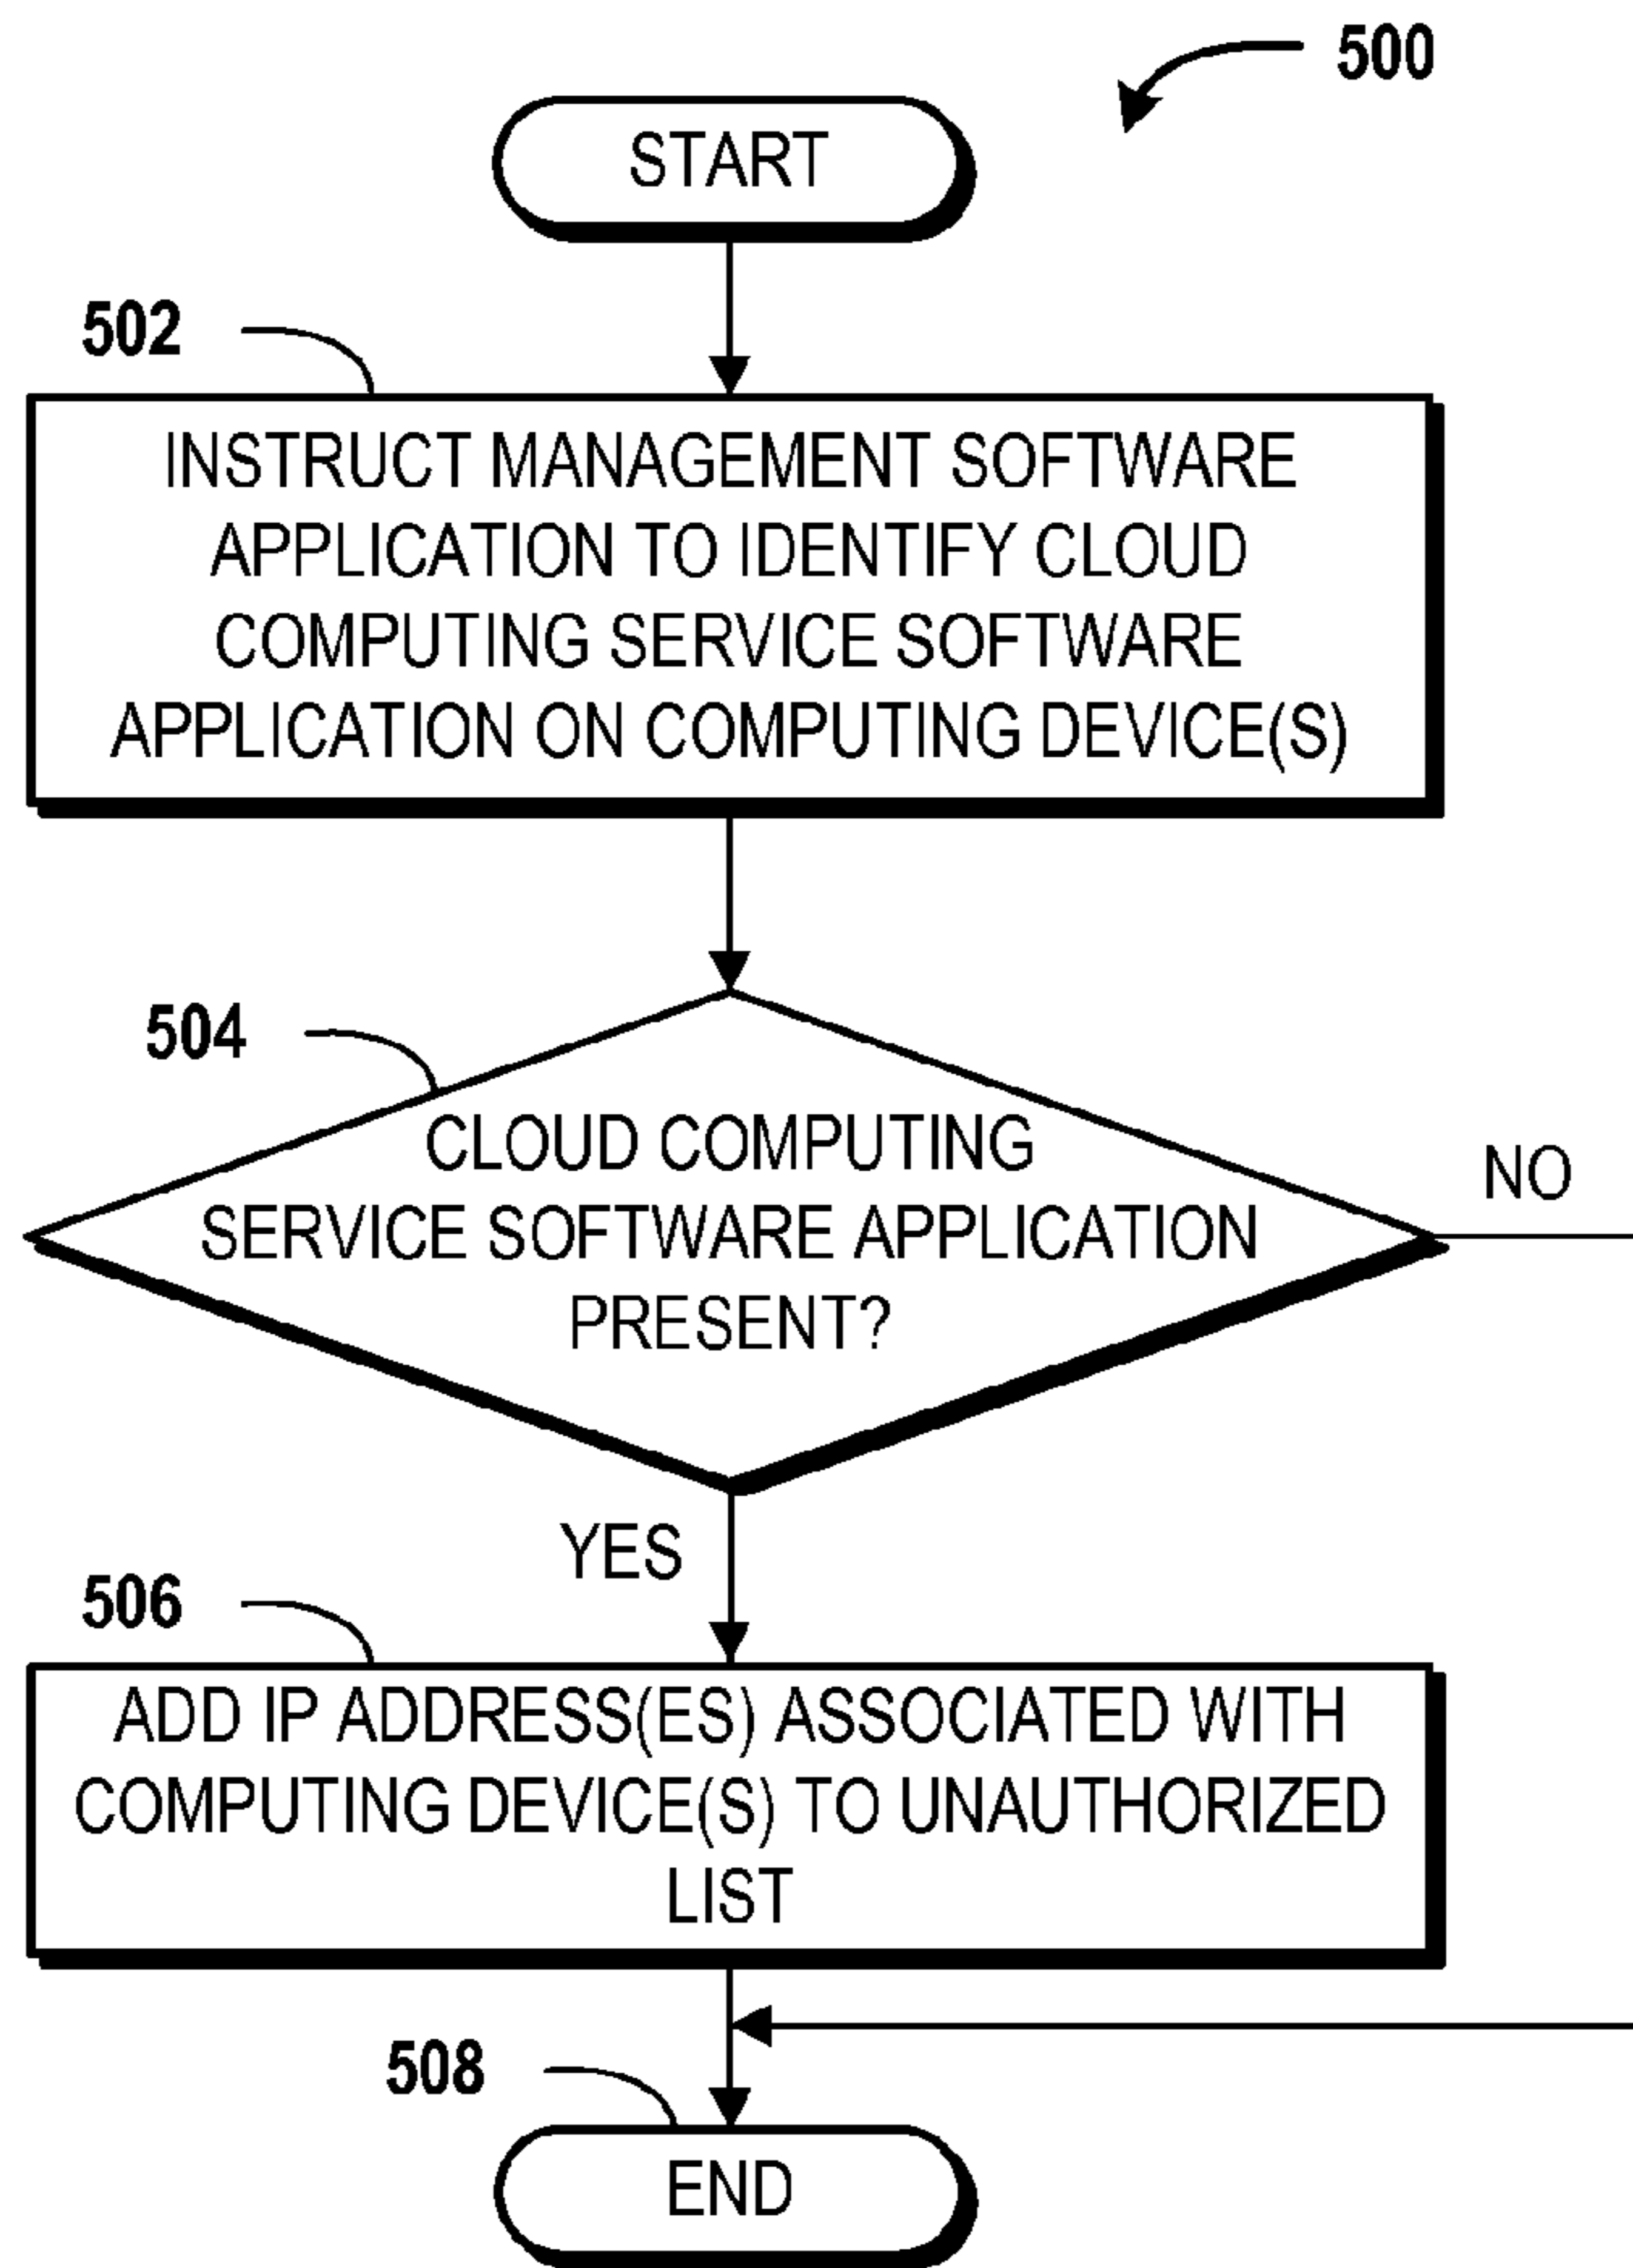 500
START
502
INSTRUCT MANAGEMENT SOFTWARE
APPLICATION TO IDENTIFY CLOUD
COMPUTING SERVICE SOFTWARE
APPLICATION ON COMPUTING DEVICE(S)
504
CLOUD COMPUTING
SERVICE SOFTWARE APPLICATION
PRESENT?
NO
YES
506
ADD IP ADDRESS(ES) ASSOCIATED WITH
COMPUTING DEVICE(S) TO UNAUTHORIZED
LIST
508
END